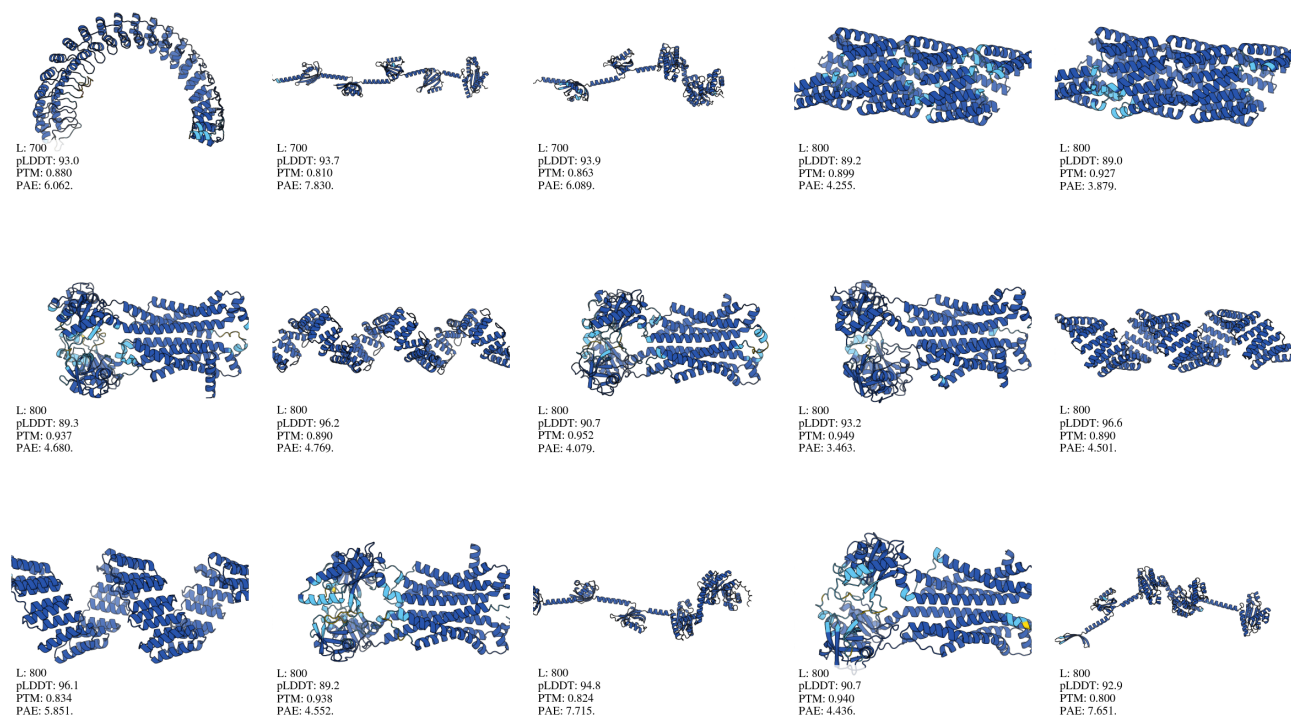 L: 700
pLDDT: 93.0
PTM: 0.880
PAE: 6.062.
L: 700
pLDDT: 93.7
PTM: 0.810
PAE: 7.830.
L: 700
pLDDT: 93.9
PTM: 0.863
PAE: 6.089.
L: 800
pLDDT: 89.2
PTM: 0.899
PAE: 4.255.
L: 800
pLDDT: 89.0
PTM: 0.927
PAE: 3.879.
L: 800
pLDDT: 89.3
PTM: 0.937
PAE: 4.680.
L: 800
pLDDT: 96.2
PTM: 0.890
PAE: 4.769.
L: 800
pLDDT: 90.7
PTM: 0.952
PAE: 4.079.
L: 800
pLDDT: 93.2
PTM: 0.949
PAE: 3.463.
L: 800
pLDDT: 96.6
PTM: 0.890
PAE: 4.501.
L: 800
pLDDT: 96.1
PTM: 0.834
PAE: 5.851.
L: 800
pLDDT: 89.2
PTM: 0.938
PAE: 4.552.
L: 800
pLDDT: 94.8
PTM: 0.824
PAE: 7.715.
L: 800
pLDDT: 90.7
PTM: 0.940
PAE: 4.436.
L: 800
pLDDT: 92.9
PTM: 0.800
PAE: 7.651.